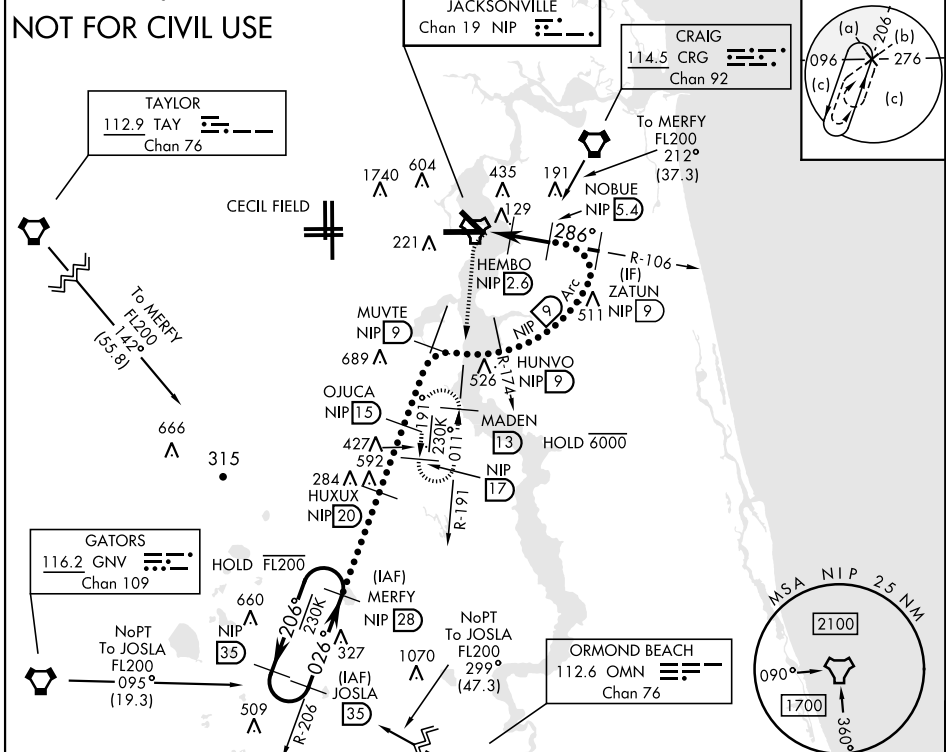 NOT FOR CIVIL USE
JACKSONVILLE
Chan 19 NIP
CRAIG
114.5 CRG
Chan 92
(a)
206
(b)
096
276
(c)
(c)
TAYLOR
112.9 TAY
Chan 76
To MERFY
FL200
212°
(37.3)
1740
604
435
191
NOBUE
NIP 5.4
129
CECIL FIELD
221
286°
R-106
(IF)
ZATUN
NIP 9
HEMBO
NIP 2.6
NIP 9 Arc
511
To MERFY
FL200
142°
(55.8)
MUVTE
NIP 9
689
526
HUNVO
NIP 9
R-174
OJUCA
NIP 15
191°
230K
011°
MADEN
13
HOLD 6000
666
427
315
592
284
NIP
17
HUXUX
NIP 20
R-191
GATORS
116.2 GNV
Chan 109
HOLD FL200
(IAF)
MERFY
NIP 28
206°
230K
026°
660
NIP
35
327
NoPT
To JOSLA
FL200
095°
(19.3)
(IAF)
JOSLA
35
1070
NoPT
To JOSLA
FL200
299°
(47.3)
509
R-206
ORMOND BEACH
112.6 OMN
Chan 76
MSA NIP 25 NM
2100
090°
1700
360°